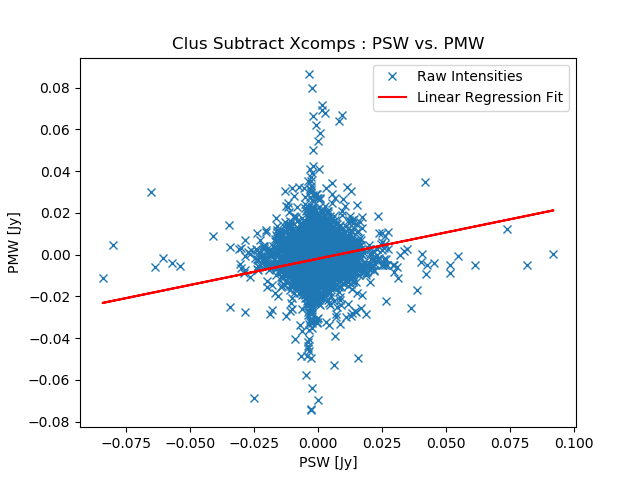 Clus Subtract Xcomps : PSW vs. PMW
Raw Intensities
Linear Regression Fit
PMW [Jy]
0.08
0.06
0.04
0.02
0.00
−0.02
−0.04
−0.06
−0.08
−0.075 −0.050 −0.025 0.000 0.025 0.050 0.075 0.100
PSW [Jy]